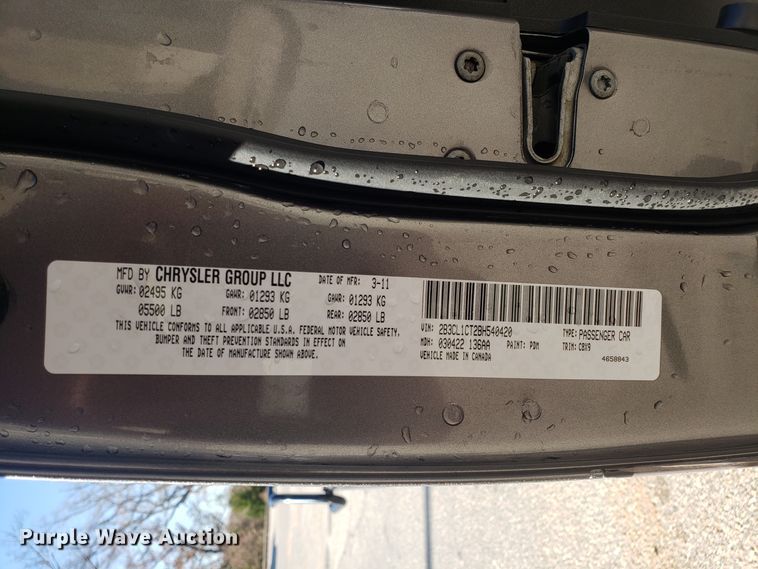 MFD BY CHRYSLER GROUP LLC DATE OF MFR: 3-11
GVWR: 02495 KG GAWR: 01293 KG GAWR: 01293 KG
05500 LB FRONT: 02850 LB REAR: 02850 LB
THIS VEHICLE CONFORMS TO ALL APPLICABLE U.S.A. FEDERAL MOTOR VEHICLE SAFETY,
BUMPER AND THEFT PREVENTION STANDARDS IN EFFECT ON
THE DATE OF MANUFACTURE SHOWN ABOVE.
VIN: 2B3CL1CT2BH540420 TYPE: PASSENGER CAR
MDH: 030422 136AA PAINT: PDM TRIM: CBX9
VEHICLE MADE IN CANADA 4658843
Purple Wave Auction